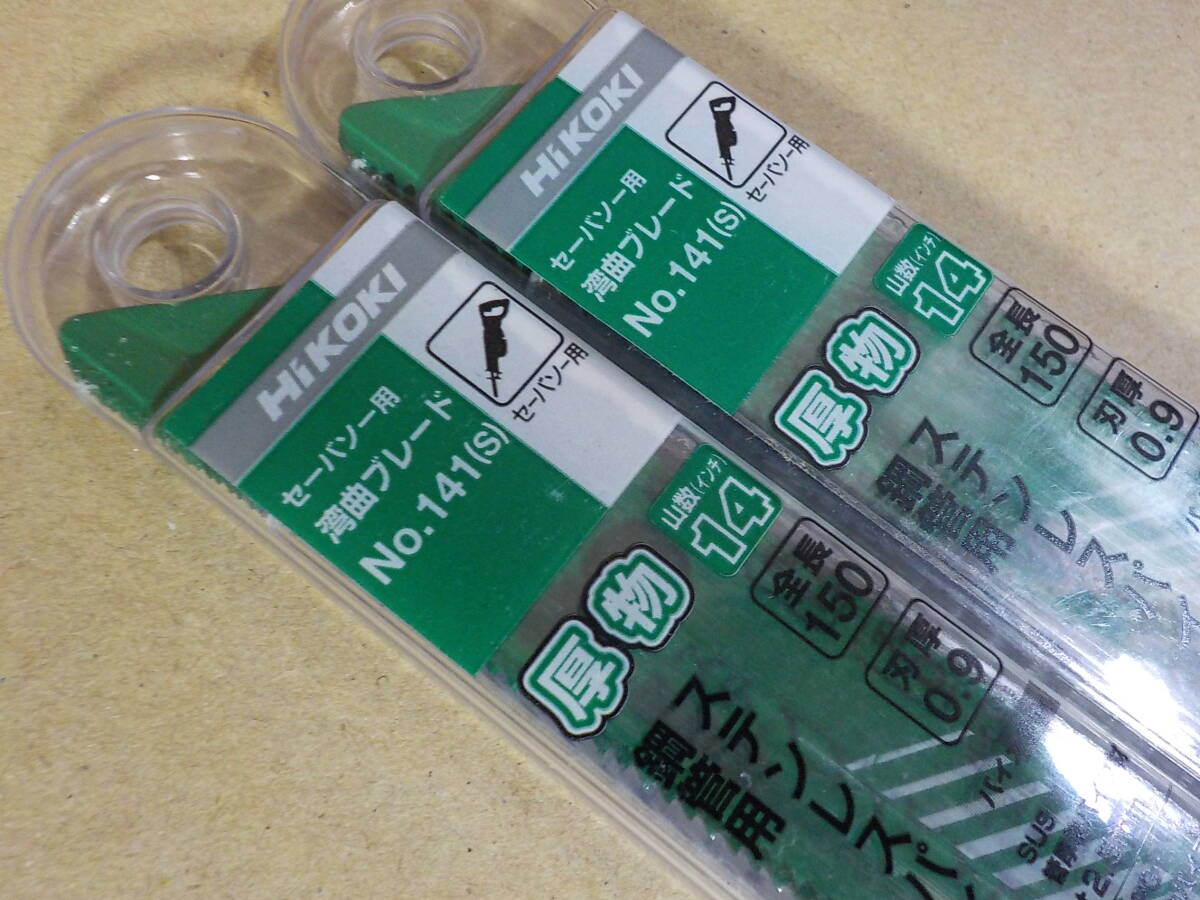 HiKOKI
セーバソー用
セーバソー用
湾曲ブレード
No.141(S)
山数(インチ)
14
全長
150
刃厚
0.9
厚物
ステンレスパ
鋼管用
HiKOKI
セーバソー用
セーバソー用
湾曲ブレード
No.141(S)
山数(インチ)
14
全長
150
刃厚
0.9
厚物
ステンレスパ
鋼管用
パイ
SUS